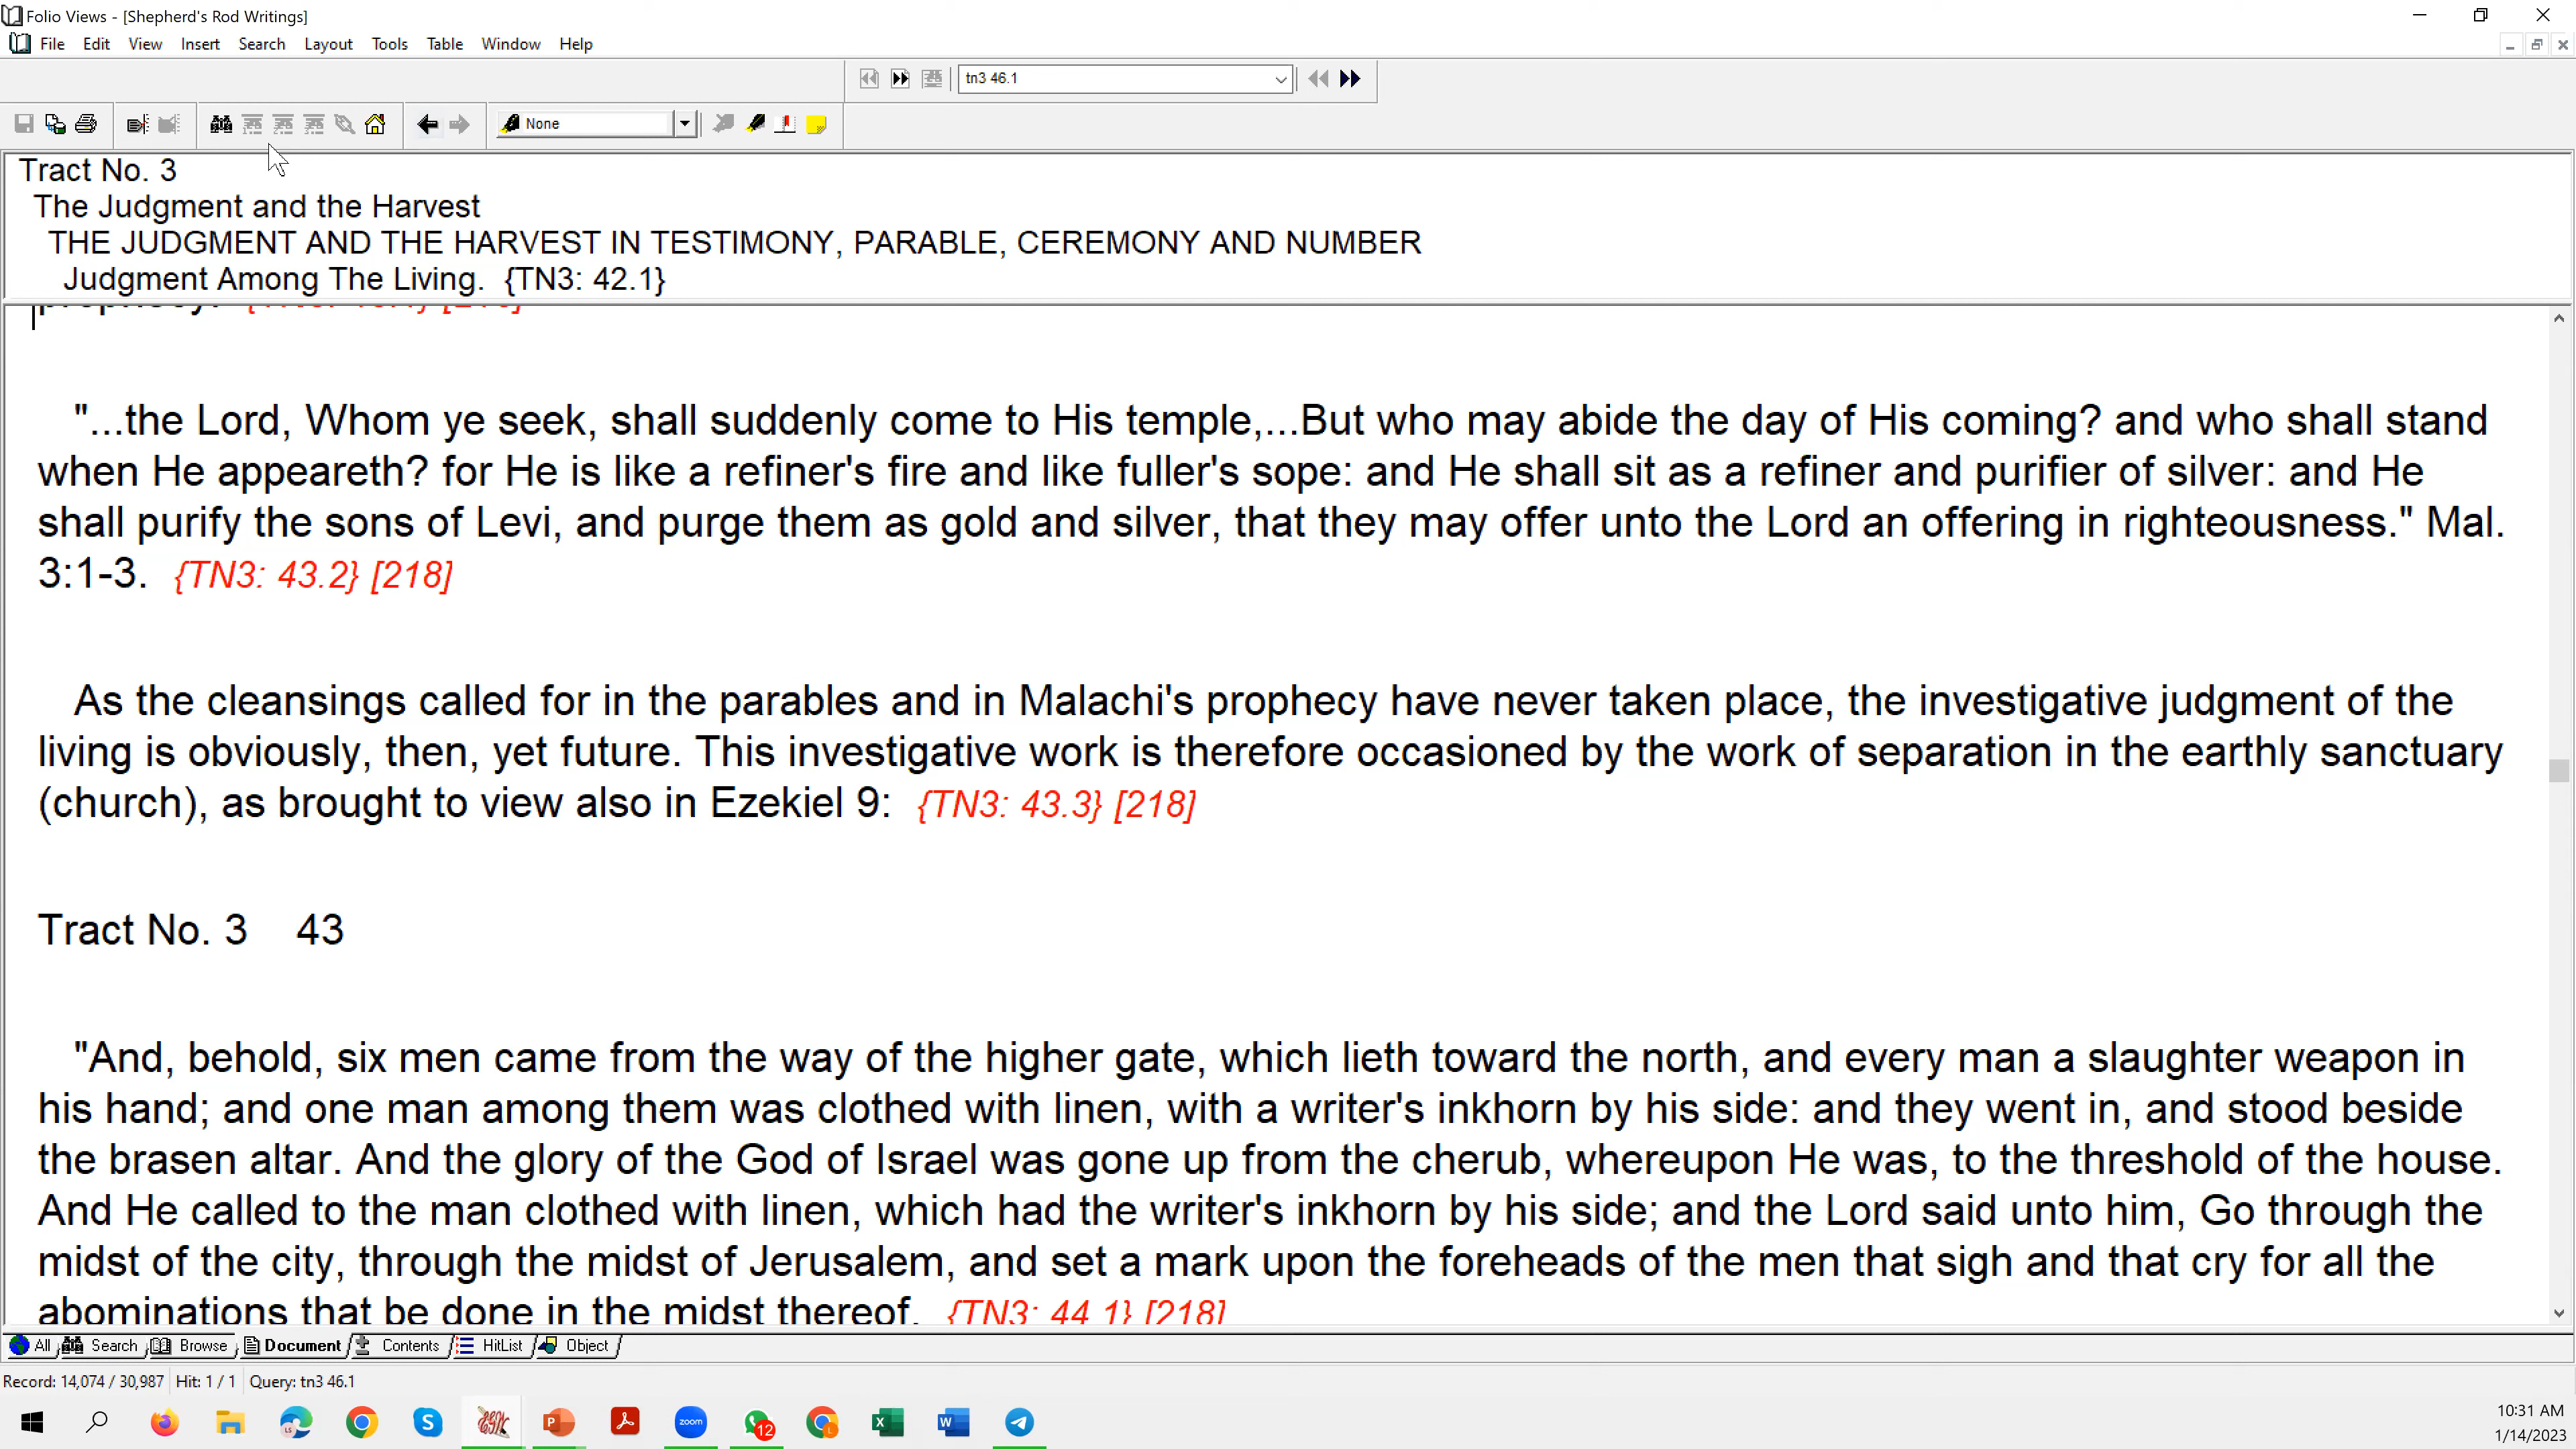 Folio Views - [Shepherd's Rod Writings]
File Edit View Insert Search Layout Tools Table Window Help
tn3 46.1
None
Tract No. 3
The Judgment and the Harvest
THE JUDGMENT AND THE HARVEST IN TESTIMONY, PARABLE, CEREMONY AND NUMBER
Judgment Among The Living. {TN3: 42.1}
"...the Lord, Whom ye seek, shall suddenly come to His temple,...But who may abide the day of His coming? and who shall stand
when He appeareth? for He is like a refiner's fire and like fuller's sope: and He shall sit as a refiner and purifier of silver: and He
shall purify the sons of Levi, and purge them as gold and silver, that they may offer unto the Lord an offering in righteousness." Mal.
3:1-3. {TN3: 43.2} [218]
As the cleansings called for in the parables and in Malachi's prophecy have never taken place, the investigative judgment of the
living is obviously, then, yet future. This investigative work is therefore occasioned by the work of separation in the earthly sanctuary
(church), as brought to view also in Ezekiel 9: {TN3: 43.3} [218]
Tract No. 3 43
"And, behold, six men came from the way of the higher gate, which lieth toward the north, and every man a slaughter weapon in
his hand; and one man among them was clothed with linen, with a writer's inkhorn by his side: and they went in, and stood beside
the brasen altar. And the glory of the God of Israel was gone up from the cherub, whereupon He was, to the threshold of the house.
And He called to the man clothed with linen, which had the writer's inkhorn by his side; and the Lord said unto him, Go through the
midst of the city, through the midst of Jerusalem, and set a mark upon the foreheads of the men that sigh and that cry for all the
abominations that be done in the midst thereof. {TN3: 44.1} [218]
All Search Browse Document Contents HitList Object
Record: 14,074 / 30,987 Hit: 1 / 1 Query: tn3 46.1
zoom
12
10:31 AM
1/14/2023